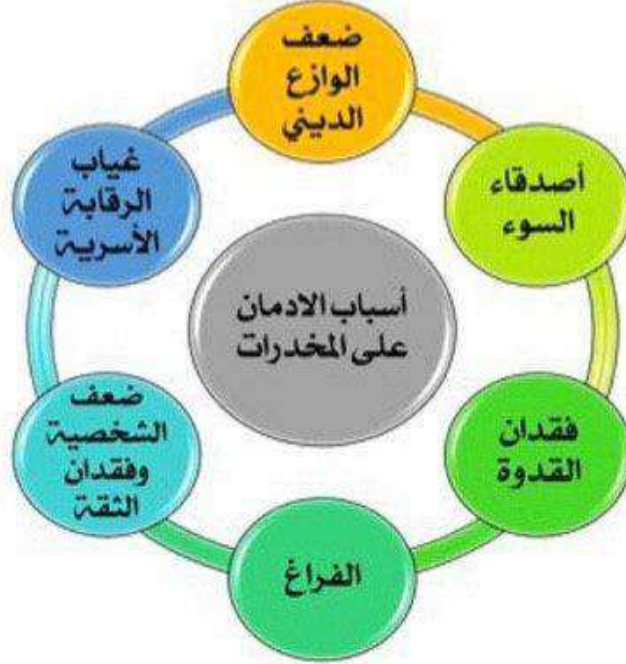 ضعف
الوازع
الديني
أصدقاء
السوء
فقدان
القدوة
الفراغ
ضعف
الشخصية
وفقدان
الثقة
غياب
الرقابة
الأسرية
أسباب الادمان
على المخدرات